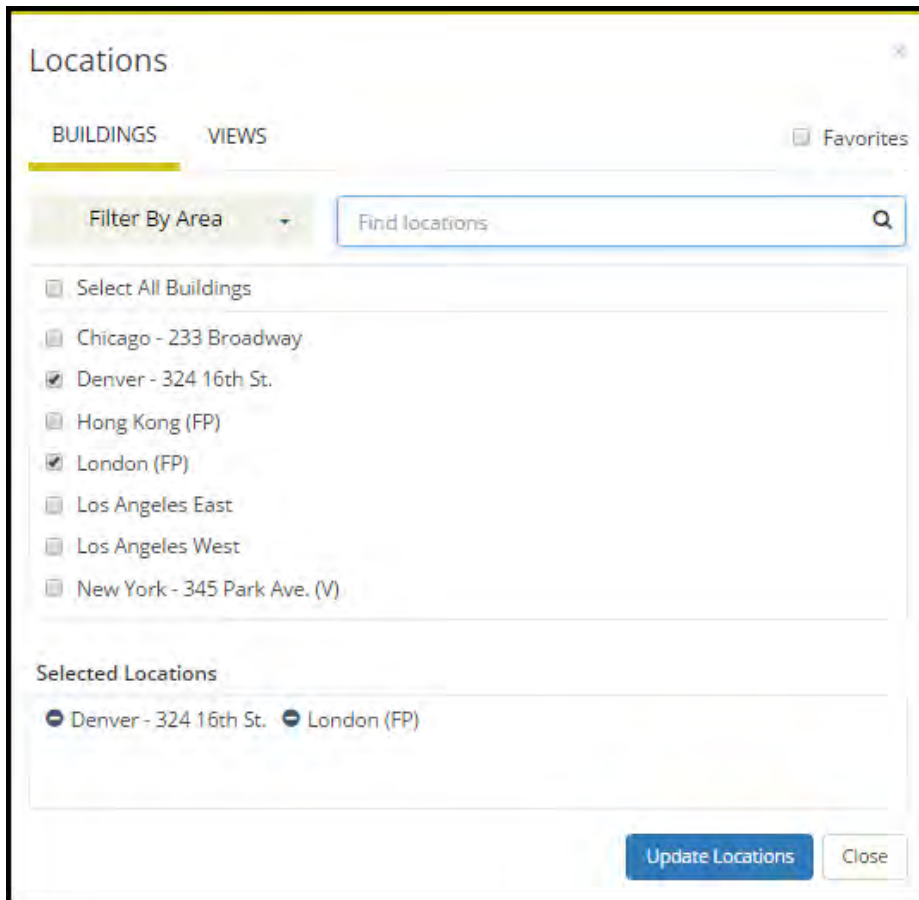 Locations
BUILDINGS VIEWS Favorites
Filter By Area Find locations
Select All Buildings
Chicago - 233 Broadway
Denver - 324 16th St.
Hong Kong (FP)
London (FP)
Los Angeles East
Los Angeles West
New York - 345 Park Ave. (V)
Selected Locations
Denver - 324 16th St. London (FP)
Update Locations Close